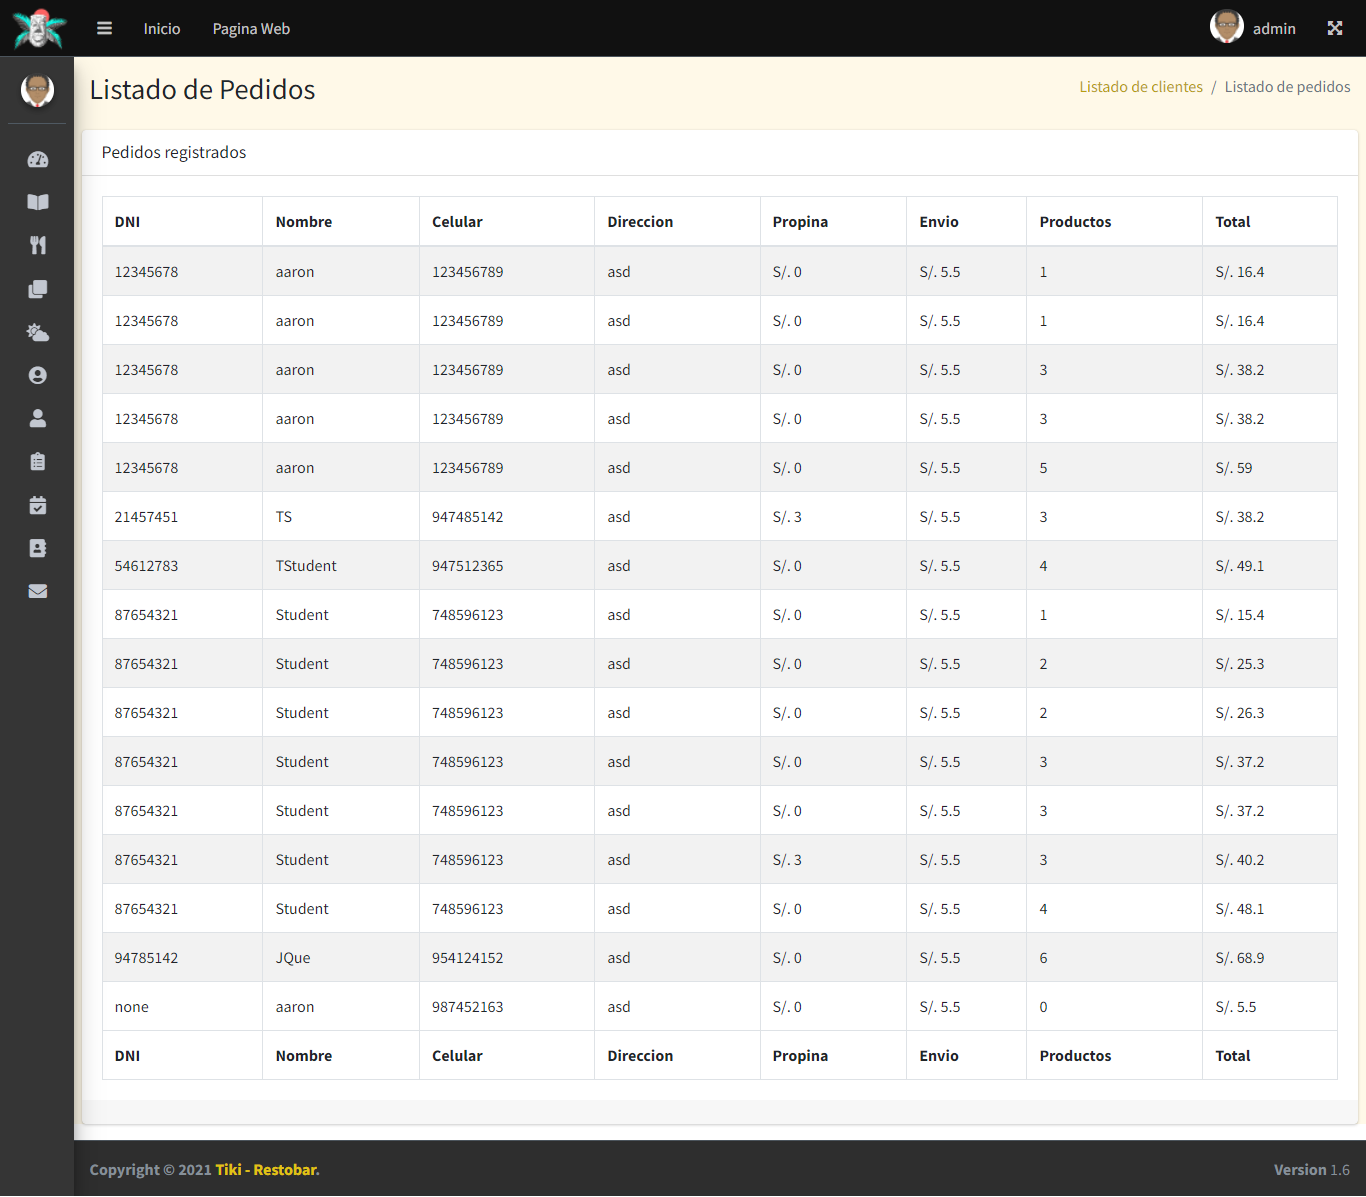 Inicio Pagina Web admin
Listado de Pedidos
Listado de clientes / Listado de pedidos
Pedidos registrados
DNI Nombre Celular Direccion Propina Envio Productos Total
12345678 aaron 123456789 asd S/. 0 S/. 5.5 1 S/. 16.4
12345678 aaron 123456789 asd S/. 0 S/. 5.5 1 S/. 16.4
12345678 aaron 123456789 asd S/. 0 S/. 5.5 3 S/. 38.2
12345678 aaron 123456789 asd S/. 0 S/. 5.5 3 S/. 38.2
12345678 aaron 123456789 asd S/. 0 S/. 5.5 5 S/. 59
21457451 TS 947485142 asd S/. 3 S/. 5.5 3 S/. 38.2
54612783 TStudent 947512365 asd S/. 0 S/. 5.5 4 S/. 49.1
87654321 Student 748596123 asd S/. 0 S/. 5.5 1 S/. 15.4
87654321 Student 748596123 asd S/. 0 S/. 5.5 2 S/. 25.3
87654321 Student 748596123 asd S/. 0 S/. 5.5 2 S/. 26.3
87654321 Student 748596123 asd S/. 0 S/. 5.5 3 S/. 37.2
87654321 Student 748596123 asd S/. 0 S/. 5.5 3 S/. 37.2
87654321 Student 748596123 asd S/. 3 S/. 5.5 3 S/. 40.2
87654321 Student 748596123 asd S/. 0 S/. 5.5 4 S/. 48.1
94785142 JQue 954124152 asd S/. 0 S/. 5.5 6 S/. 68.9
none aaron 987452163 asd S/. 0 S/. 5.5 0 S/. 5.5
DNI Nombre Celular Direccion Propina Envio Productos Total
Copyright © 2021 Tiki - Restobar. Version 1.6